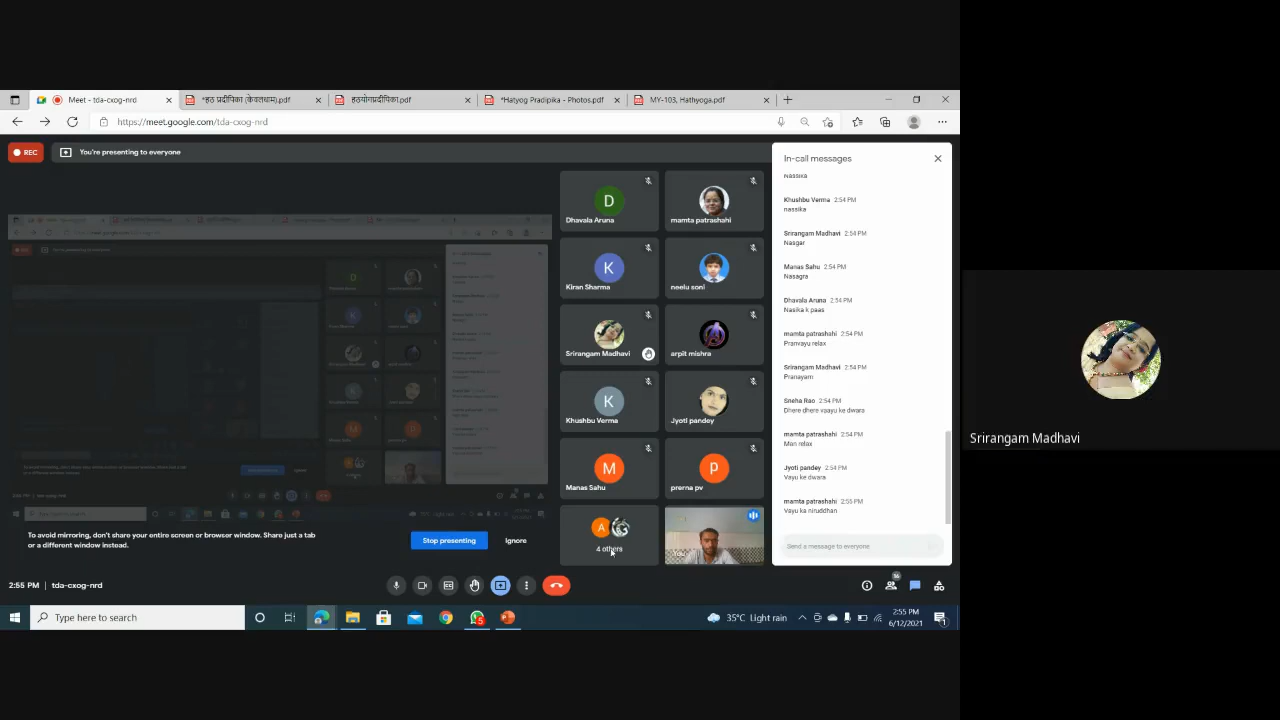 Meet - tda-cxog-nrd
*हठ प्रदीपिका (कैवल्यधाम).pdf
हठयोगप्रदीपिका.pdf
*Hatyog Pradipika - Photos.pdf
MY-103, Hathyoga.pdf
https://meet.google.com/tda-cxog-nrd
REC
You're presenting to everyone
In-call messages
Nassika
Khushbu Verma 2:54 PM
nassika
Srirangam Madhavi 2:54 PM
Nasgar
Manas Sahu 2:54 PM
Nasagra
Dhavala Aruna 2:54 PM
Nasika k paas
mamta patrashahi 2:54 PM
Pranvayu relax
Srirangam Madhavi 2:54 PM
Pranayam
Sneha Rao 2:54 PM
Dhere dhere vaayu ke dwara
mamta patrashahi 2:54 PM
Man relax
Jyoti pandey 2:54 PM
Vayu ke dwara
mamta patrashahi 2:55 PM
Vayu ka niruddhan
Send a message to everyone
D
Dhavala Aruna
mamta patrashahi
K
Kiran Sharma
neelu soni
Srirangam Madhavi
arpit mishra
K
Khushbu Verma
Jyoti pandey
M
Manas Sahu
P
prerna pv
A
4 others
You
To avoid mirroring, don't share your entire screen or browser window. Share just a tab
or a different window instead.
Stop presenting
Ignore
2:55 PM | tda-cxog-nrd
Type here to search
5
35°C Light rain
2:55 PM
6/12/2021
1
Srirangam Madhavi